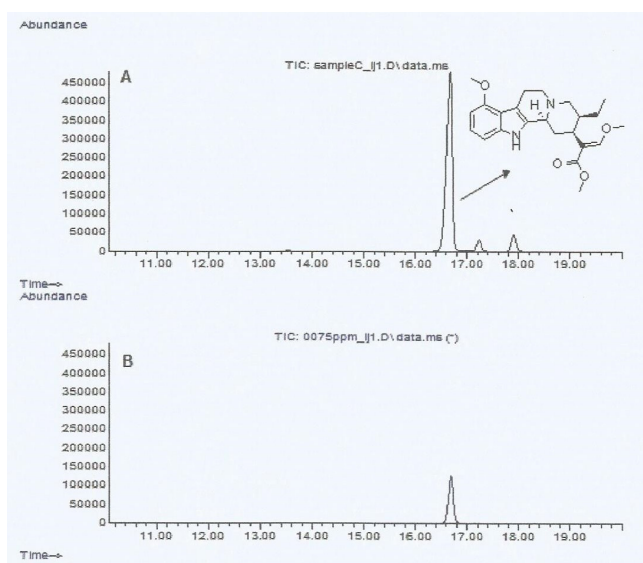 Abundance
A
TIC: sampleC_ij1.D\data.ms
450000
400000
350000
300000
250000
200000
150000
100000
50000
0
11.00 12.00 13.00 14.00 15.00 16.00 17.00 18.00 19.00
Time-->
O
H
N
N
H
O
O
O
Abundance
B
TIC: 0075ppm_ij1.D\data.ms (*)
450000
400000
350000
300000
250000
200000
150000
100000
50000
0
11.00 12.00 13.00 14.00 15.00 16.00 17.00 18.00 19.00
Time-->